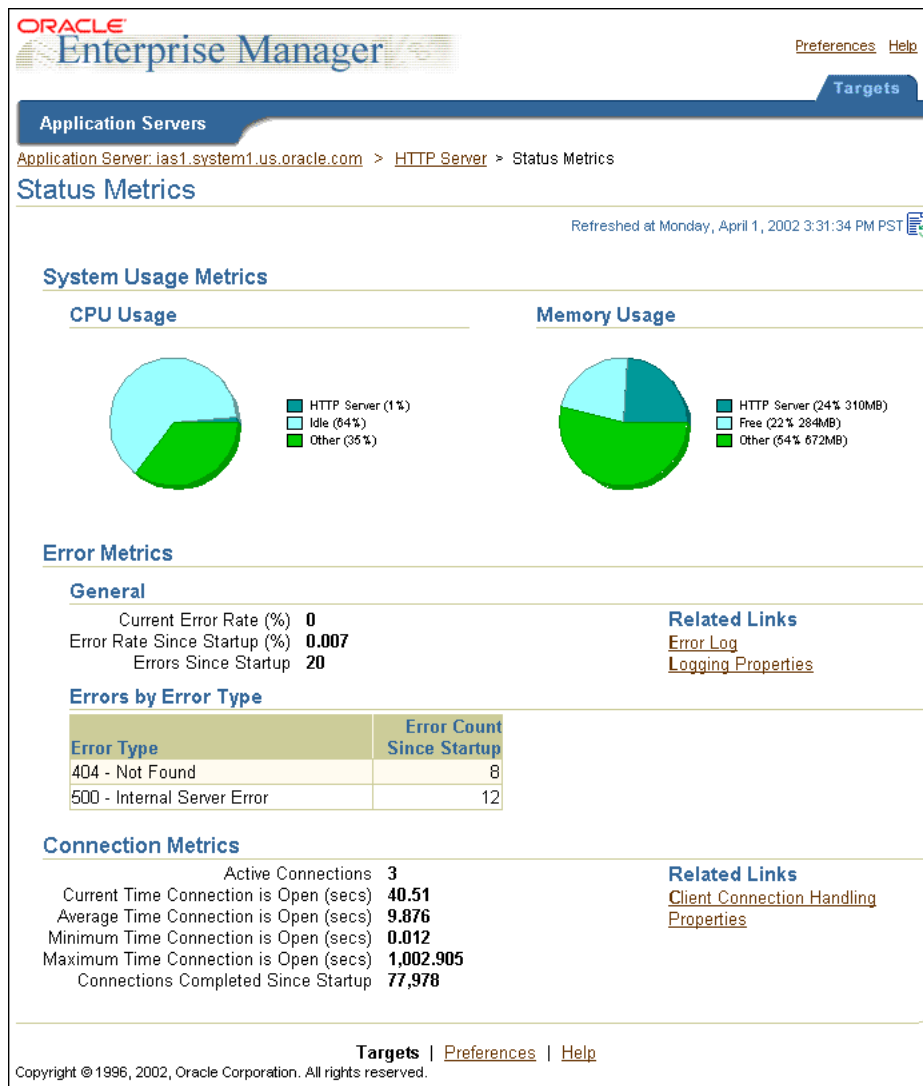 ORACLE
Enterprise Manager
Preferences Help
Targets
Application Servers
Application Server: ias1.system1.us.oracle.com > HTTP Server > Status Metrics
Status Metrics
Refreshed at Monday, April 1, 2002 3:31:34 PM PST
System Usage Metrics
CPU Usage
HTTP Server (1%)
Idle (64%)
Other (35%)
Memory Usage
HTTP Server (24% 310MB)
Free (22% 284MB)
Other (54% 672MB)
Error Metrics
General
Current Error Rate (%) 0
Error Rate Since Startup (%) 0.007
Errors Since Startup 20
Related Links
Error Log
Logging Properties
Errors by Error Type
Error Type Error Count Since Startup
404 - Not Found 8
500 - Internal Server Error 12
Connection Metrics
Active Connections 3
Current Time Connection is Open (secs) 40.51
Average Time Connection is Open (secs) 9.876
Minimum Time Connection is Open (secs) 0.012
Maximum Time Connection is Open (secs) 1,002.905
Connections Completed Since Startup 77,978
Related Links
Client Connection Handling
Properties
Targets | Preferences | Help
Copyright © 1996, 2002, Oracle Corporation. All rights reserved.